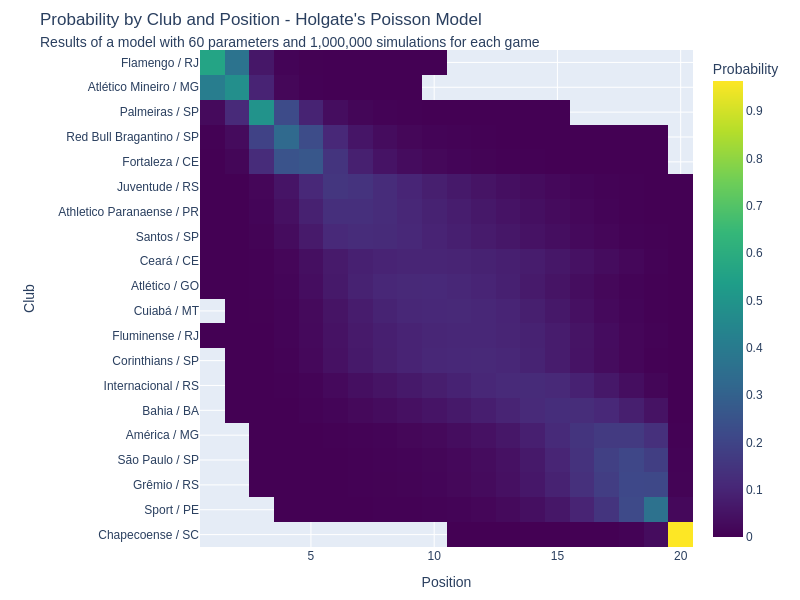 Probability by Club and Position - Holgate's Poisson Model
Results of a model with 60 parameters and 1,000,000 simulations for each game
Probability
Club
Flamengo / RJ
Atlético Mineiro / MG
Palmeiras / SP
Red Bull Bragantino / SP
Fortaleza / CE
Juventude / RS
Athletico Paranaense / PR
Santos / SP
Ceará / CE
Atlético / GO
Cuiabá / MT
Fluminense / RJ
Corinthians / SP
Internacional / RS
Bahia / BA
América / MG
São Paulo / SP
Grêmio / RS
Sport / PE
Chapecoense / SC
0.9
0.8
0.7
0.6
0.5
0.4
0.3
0.2
0.1
0
5
10
15
20
Position